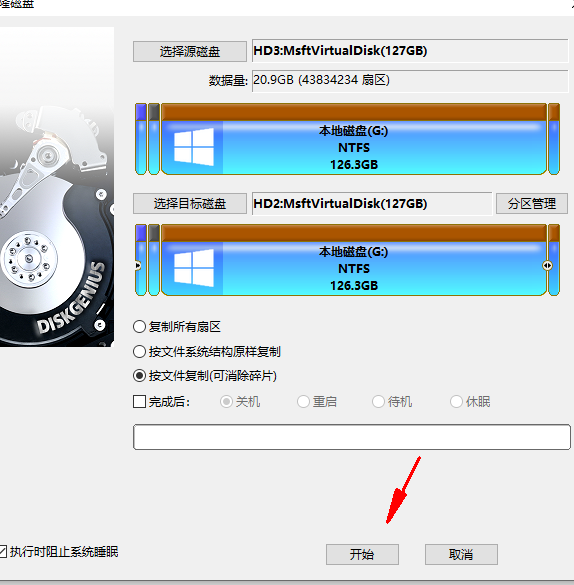 隆磁盘
选择源磁盘 HD3:MsftVirtualDisk(127GB)
数据量: 20.9GB (43834234 扇区)
本地磁盘(G:)
NTFS
126.3GB
选择目标磁盘 HD2:MsftVirtualDisk(127GB) 分区管理
本地磁盘(G:)
NTFS
126.3GB
DISKGENIUS
复制所有扇区
按文件系统结构原样复制
按文件复制(可消除碎片)
完成后: 关机 重启 待机 休眠
执行时阻止系统睡眠 开始 取消